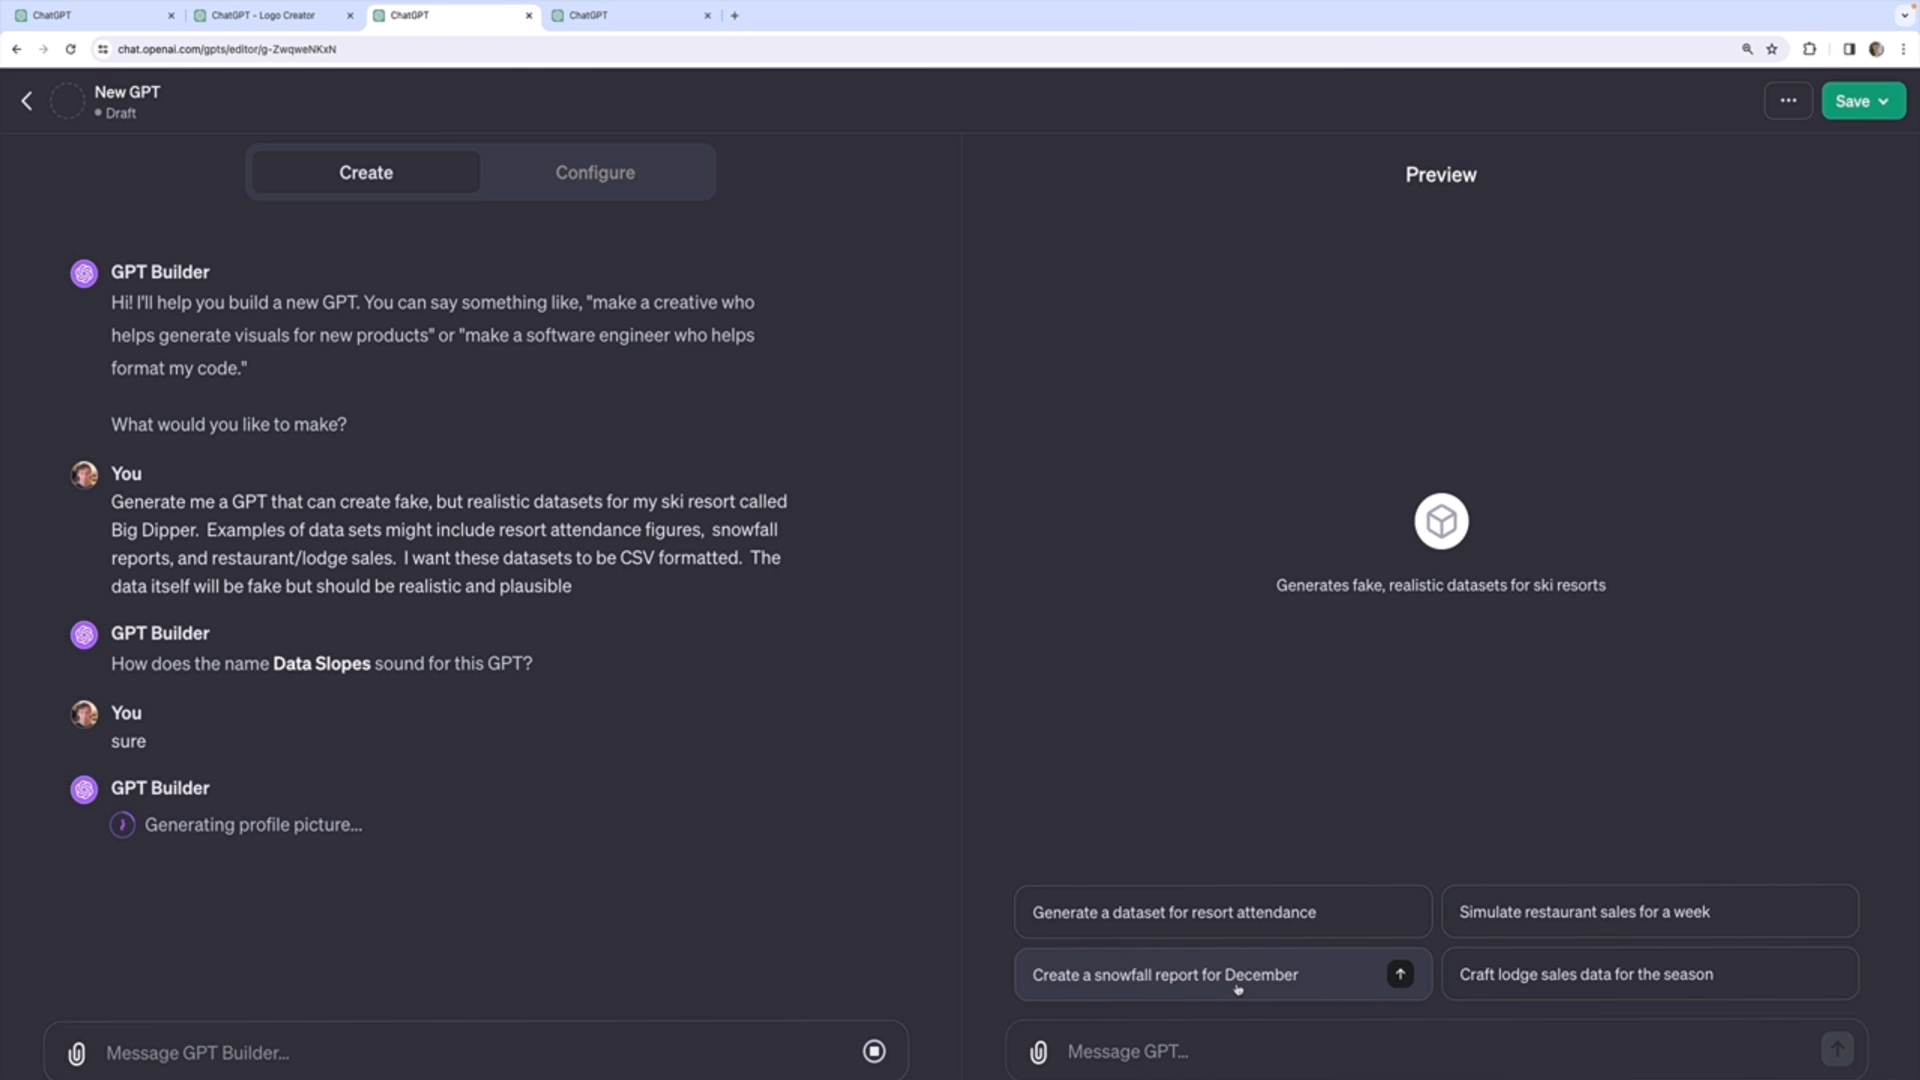 ChatGPT
ChatGPT - Logo Creator
ChatGPT
ChatGPT
chat.openai.com/gpts/editor/g-ZwqweNKxN
New GPT
Draft
Save
Create
Configure
Preview
GPT Builder
Hi! I'll help you build a new GPT. You can say something like, "make a creative who
helps generate visuals for new products" or "make a software engineer who helps
format my code."
What would you like to make?
You
Generate me a GPT that can create fake, but realistic datasets for my ski resort called
Big Dipper. Examples of data sets might include resort attendance figures, snowfall
reports, and restaurant/lodge sales. I want these datasets to be CSV formatted. The
data itself will be fake but should be realistic and plausible
GPT Builder
How does the name Data Slopes sound for this GPT?
You
sure
GPT Builder
Generating profile picture...
Message GPT Builder...
Generates fake, realistic datasets for ski resorts
Generate a dataset for resort attendance
Simulate restaurant sales for a week
Create a snowfall report for December
Craft lodge sales data for the season
Message GPT...